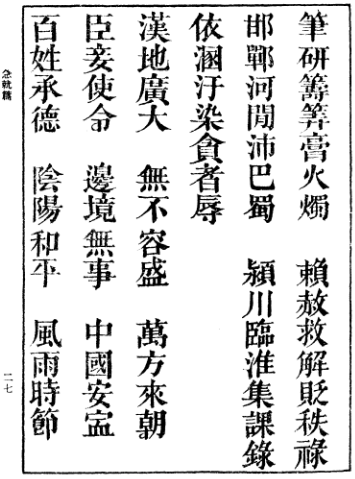 筆研籌筭膏火燭　賴赦救解貶秩祿
邯鄲河閒沛巴蜀　潁川臨淮集課錄
依溷汙染貪者辱
漢地廣大　無不容盛　萬方來朝
臣妾使令　邊境無事　中國安寍
百姓承德　陰陽和平　風雨時節
急就篇
二七